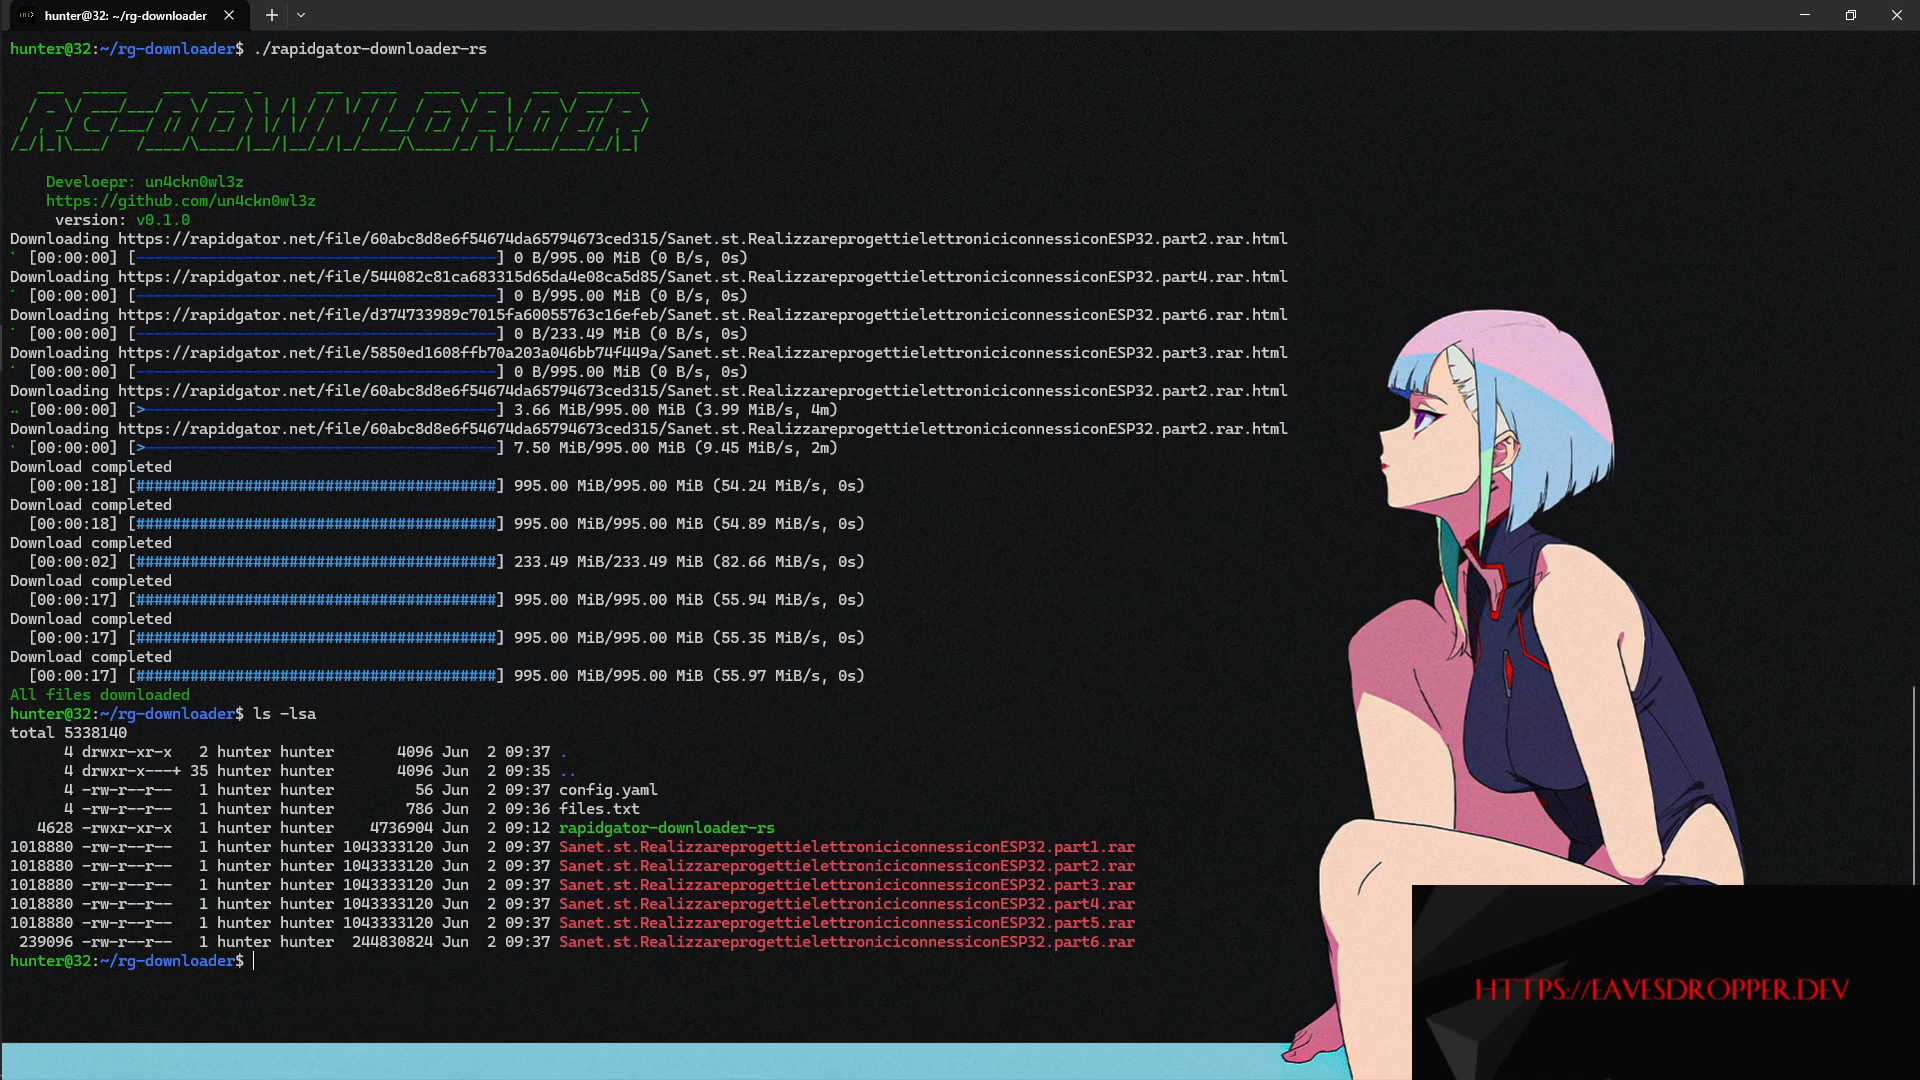 hunter@32: ~/rg-downloader
hunter@32:~/rg-downloader$ ./rapidgator-downloader-rs
RG-DOWNLOADER
Develoepr: un4ckn0wl3z
https://github.com/un4ckn0wl3z
version: v0.1.0
Downloading https://rapidgator.net/file/60abc8d8e6f54674da65794673ced315/Sanet.st.RealizzareprogettielettroniciconnessiconESP32.part2.rar.html
[00:00:00] [----------------------------------------] 0 B/995.00 MiB (0 B/s, 0s)
Downloading https://rapidgator.net/file/544082c81ca683315d65da4e08ca5d85/Sanet.st.RealizzareprogettielettroniciconnessiconESP32.part4.rar.html
[00:00:00] [----------------------------------------] 0 B/995.00 MiB (0 B/s, 0s)
Downloading https://rapidgator.net/file/d374733989c7015fa60055763c16efeb/Sanet.st.RealizzareprogettielettroniciconnessiconESP32.part6.rar.html
[00:00:00] [----------------------------------------] 0 B/233.49 MiB (0 B/s, 0s)
Downloading https://rapidgator.net/file/5850ed1608ffb70a203a046bb74f449a/Sanet.st.RealizzareprogettielettroniciconnessiconESP32.part3.rar.html
[00:00:00] [----------------------------------------] 0 B/995.00 MiB (0 B/s, 0s)
Downloading https://rapidgator.net/file/60abc8d8e6f54674da65794673ced315/Sanet.st.RealizzareprogettielettroniciconnessiconESP32.part2.rar.html
[00:00:00] [>---------------------------------------] 3.66 MiB/995.00 MiB (3.99 MiB/s, 4m)
Downloading https://rapidgator.net/file/60abc8d8e6f54674da65794673ced315/Sanet.st.RealizzareprogettielettroniciconnessiconESP32.part2.rar.html
[00:00:00] [>---------------------------------------] 7.50 MiB/995.00 MiB (9.45 MiB/s, 2m)
Download completed
[00:00:18] [########################################] 995.00 MiB/995.00 MiB (54.24 MiB/s, 0s)
Download completed
[00:00:18] [########################################] 995.00 MiB/995.00 MiB (54.89 MiB/s, 0s)
Download completed
[00:00:02] [########################################] 233.49 MiB/233.49 MiB (82.66 MiB/s, 0s)
Download completed
[00:00:17] [########################################] 995.00 MiB/995.00 MiB (55.94 MiB/s, 0s)
Download completed
[00:00:17] [########################################] 995.00 MiB/995.00 MiB (55.35 MiB/s, 0s)
Download completed
[00:00:17] [########################################] 995.00 MiB/995.00 MiB (55.97 MiB/s, 0s)
All files downloaded
hunter@32:~/rg-downloader$ ls -lsa
total 5338140
4 drwxr-xr-x 2 hunter hunter 4096 Jun 2 09:37 .
4 drwxr-x---+ 35 hunter hunter 4096 Jun 2 09:35 ..
4 -rw-r--r-- 1 hunter hunter 56 Jun 2 09:37 config.yaml
4 -rw-r--r-- 1 hunter hunter 786 Jun 2 09:36 files.txt
4628 -rwxr-xr-x 1 hunter hunter 4736904 Jun 2 09:12 rapidgator-downloader-rs
1018880 -rw-r--r-- 1 hunter hunter 1043333120 Jun 2 09:37 Sanet.st.RealizzareprogettielettroniciconnessiconESP32.part1.rar
1018880 -rw-r--r-- 1 hunter hunter 1043333120 Jun 2 09:37 Sanet.st.RealizzareprogettielettroniciconnessiconESP32.part2.rar
1018880 -rw-r--r-- 1 hunter hunter 1043333120 Jun 2 09:37 Sanet.st.RealizzareprogettielettroniciconnessiconESP32.part3.rar
1018880 -rw-r--r-- 1 hunter hunter 1043333120 Jun 2 09:37 Sanet.st.RealizzareprogettielettroniciconnessiconESP32.part4.rar
1018880 -rw-r--r-- 1 hunter hunter 1043333120 Jun 2 09:37 Sanet.st.RealizzareprogettielettroniciconnessiconESP32.part5.rar
239096 -rw-r--r-- 1 hunter hunter 244830824 Jun 2 09:37 Sanet.st.RealizzareprogettielettroniciconnessiconESP32.part6.rar
hunter@32:~/rg-downloader$
HTTPS://EAVESDROPPER.DEV